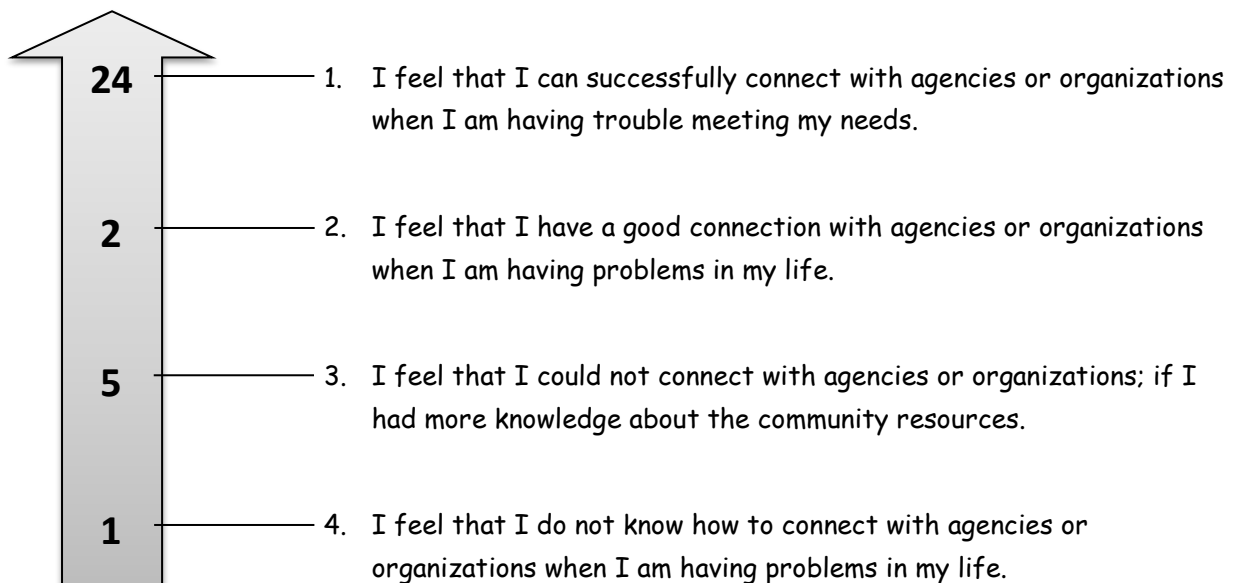 24 1. I feel that I can successfully connect with agencies or organizations
when I am having trouble meeting my needs.
2 2. I feel that I have a good connection with agencies or organizations
when I am having problems in my life.
5 3. I feel that I could not connect with agencies or organizations; if I
had more knowledge about the community resources.
1 4. I feel that I do not know how to connect with agencies or
organizations when I am having problems in my life.